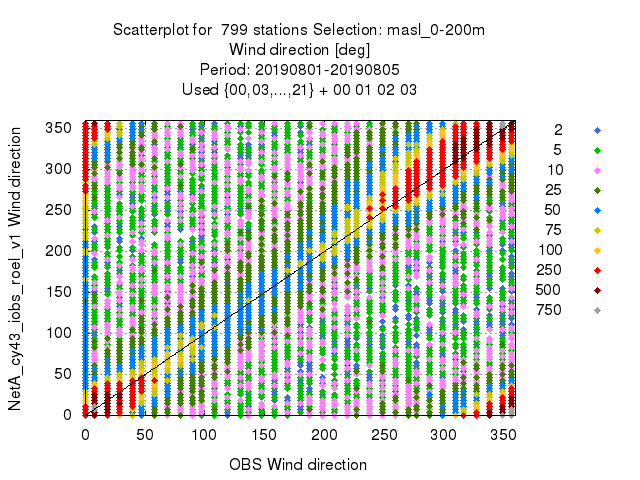 Scatterplot for  799 stations Selection: masl_0-200m
Wind direction [deg]
Period: 20190801-20190805
Used {00,03,...,21} + 00 01 02 03
NetA_cy43_iobs_roel_v1 Wind direction
350
300
250
200
150
100
50
0
0 50 100 150 200 250 300 350
OBS Wind direction
2
5
10
25
50
75
100
250
500
750